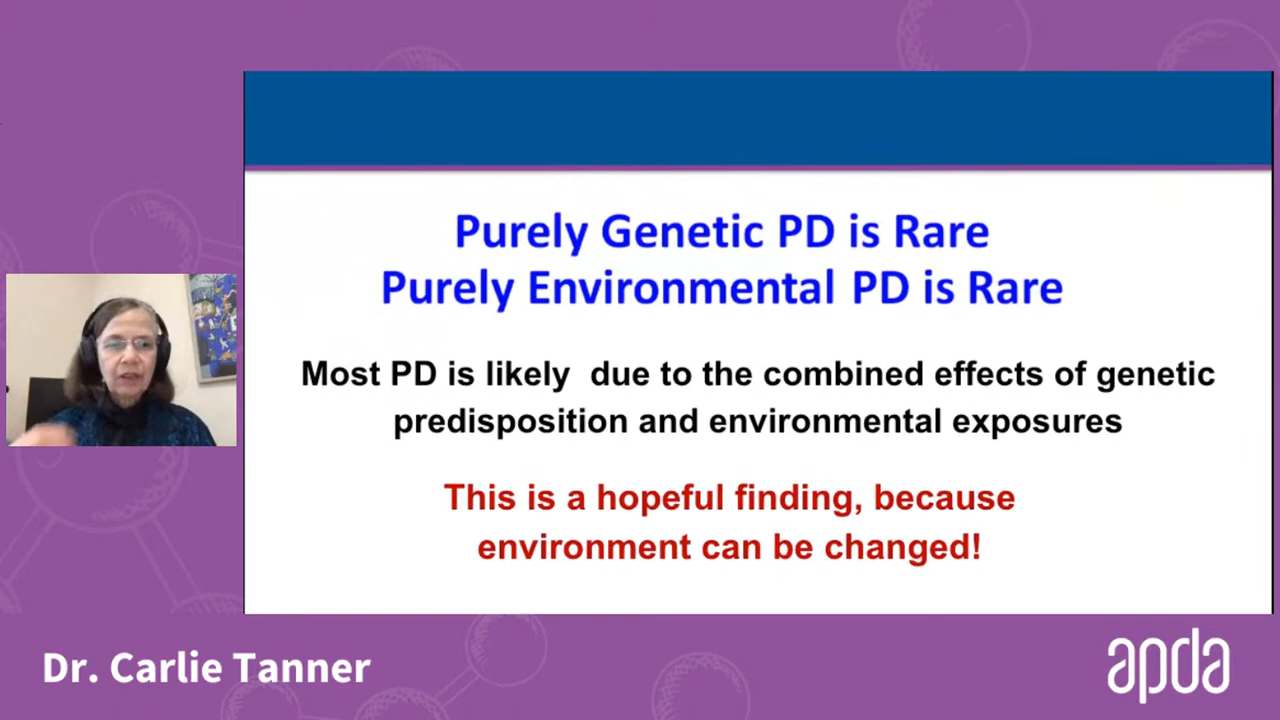 Purely Genetic PD is Rare
Purely Environmental PD is Rare
Most PD is likely due to the combined effects of genetic
predisposition and environmental exposures
This is a hopeful finding, because
environment can be changed!
Dr. Carlie Tanner
apda